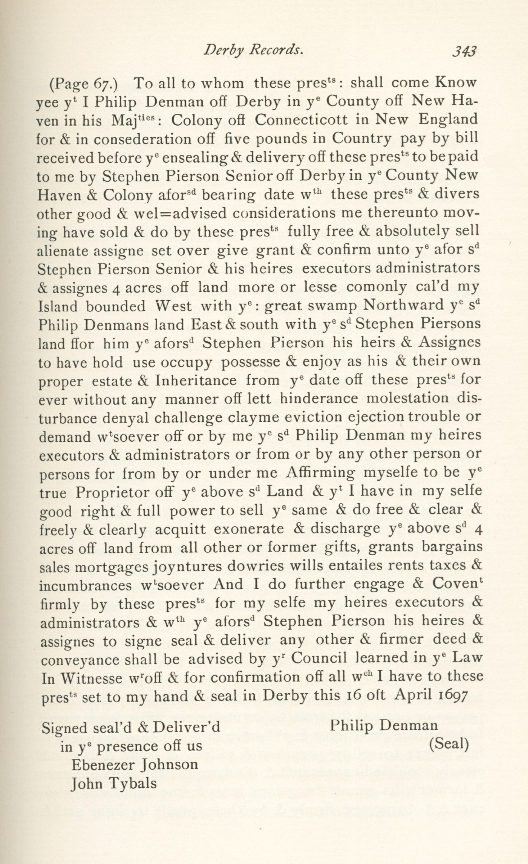 Derby Records. 343
(Page 67.) To all to whom these pres^ts: shall come Know
yee y^t I Philip Denman off Derby in y^e County off New Ha-
ven in his Maj^ties: Colony off Connecticott in New England
for & in consederation off five pounds in Country pay by bill
received before y^e ensealing & delivery off these pres^ts to be paid
to me by Stephen Pierson Senior off Derby in y^e County New
Haven & Colony afor^sd bearing date w^th these pres^ts & divers
other good & wel=advised considerations me thereunto mov-
ing have sold & do by these pres^ts fully free & absolutely sell
alienate assigne set over give grant & confirm unto y^e afor s^d
Stephen Pierson Senior & his heires executors administrators
& assignes 4 acres off land more or lesse comonly cal'd my
Island bounded West with y^e: great swamp Northward y^e s^d
Philip Denmans land East & south with y^e s^d Stephen Piersons
land ffor him y^e afors^d Stephen Pierson his heirs & Assignes
to have hold use occupy possesse & enjoy as his & their own
proper estate & Inheritance from y^e date off these pres^ts for
ever without any manner off lett hinderance molestation dis-
turbance denyal challenge clayme eviction ejection trouble or
demand w^tsoever off or by me y^e s^d Philip Denman my heires
executors & administrators or from or by any other person or
persons for from by or under me Affirming myselfe to be y^e
true Proprietor off y^e above s^d Land & y^t I have in my selfe
good right & full power to sell y^e same & do free & clear &
freely & clearly acquitt exonerate & discharge y^e above s^d 4
acres off land from all other or former gifts, grants bargains
sales mortgages joyntures dowries wills entailes rents taxes &
incumbrances w^tsoever And I do further engage & Coven^t
firmly by these pres^ts for my selfe my heires executors &
administrators & w^th y^e afors^d Stephen Pierson his heires &
assignes to signe seal & deliver any other & firmer deed &
conveyance shall be advised by y^r Council learned in y^e Law
In Witnesse w^roff & for confirmation off all w^ch I have to these
pres^ts set to my hand & seal in Derby this 16 oft April 1697
Signed seal'd & Deliver'd Philip Denman
in y^e presence off us (Seal)
Ebenezer Johnson
John Tybals